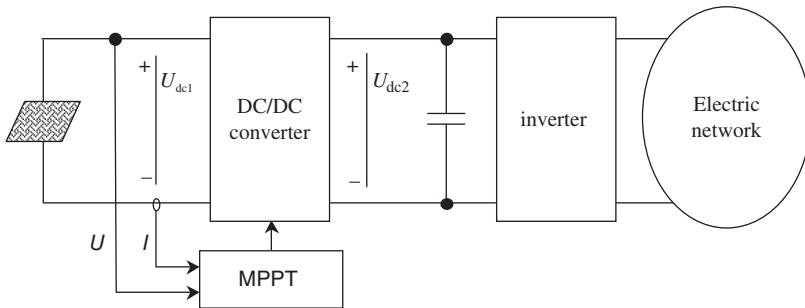 +
U dc1
−
DC/DC
converter
+
U dc2
−
inverter
Electric
network
U
I
MPPT